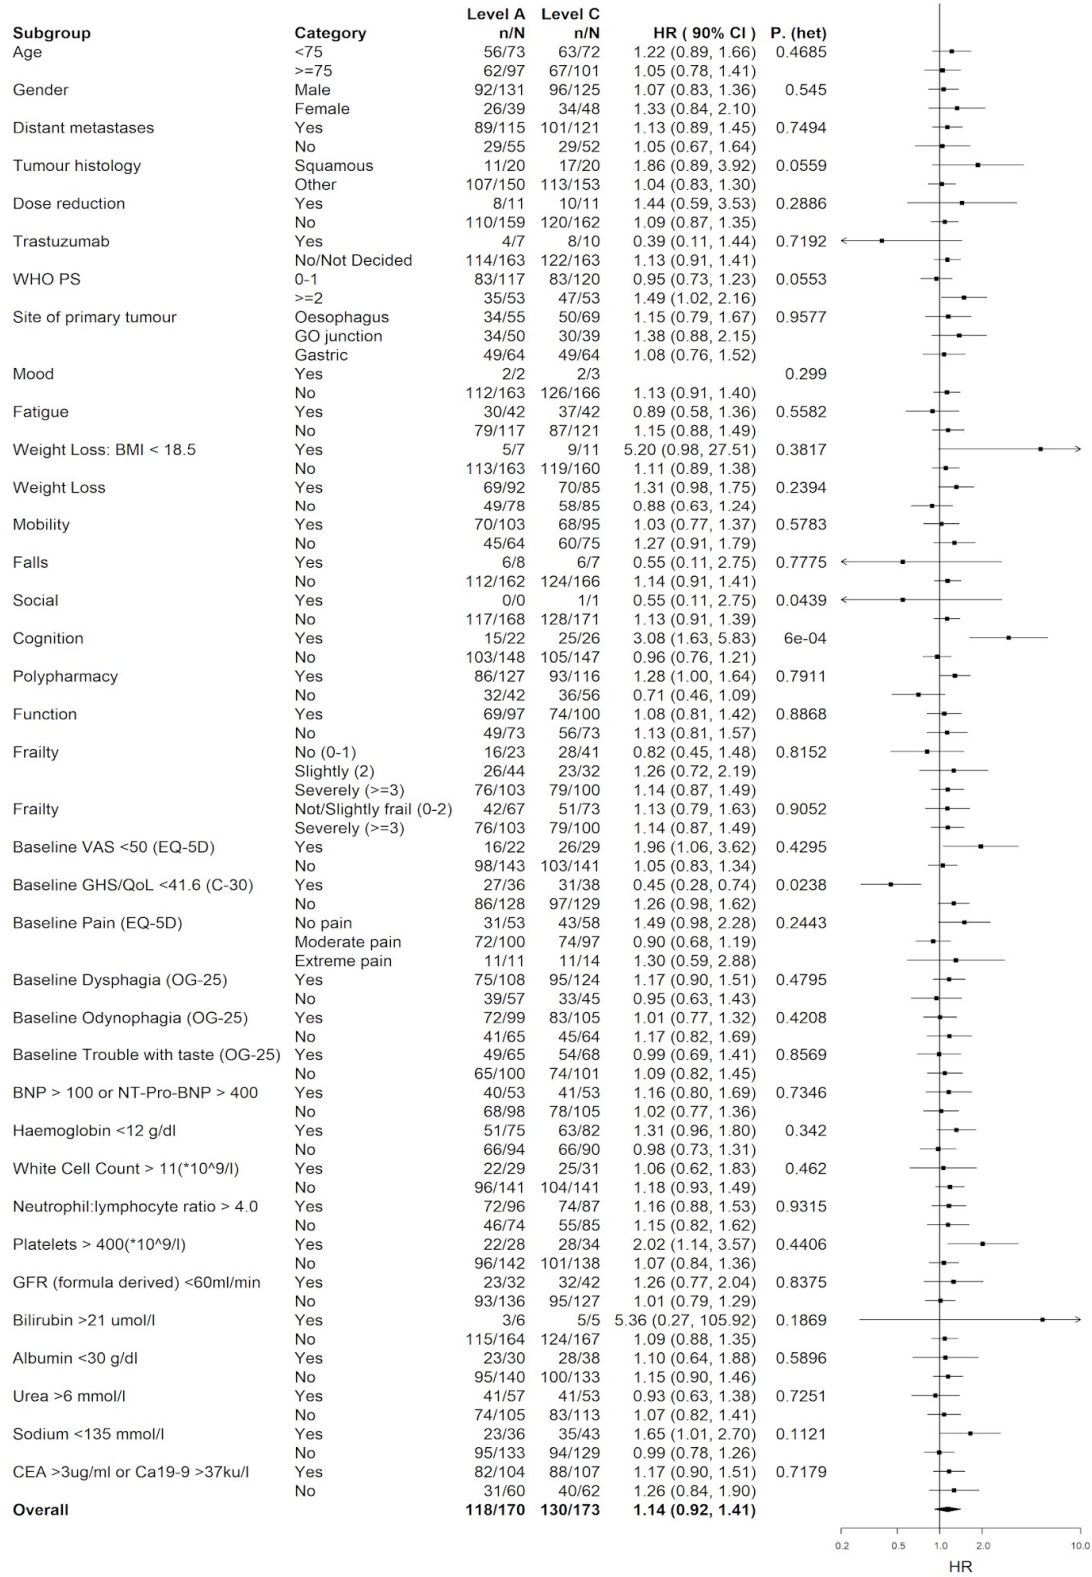 Level A Level C
Subgroup Category n/N n/N HR ( 90% CI ) P. (het)
Age <75 56/73 63/72 1.22 (0.89, 1.66) 0.4685
>=75 62/97 67/101 1.05 (0.78, 1.41)
Gender Male 92/131 96/125 1.07 (0.83, 1.36) 0.545
Female 26/39 34/48 1.33 (0.84, 2.10)
Distant metastases Yes 89/115 101/121 1.13 (0.89, 1.45) 0.7494
No 29/55 29/52 1.05 (0.67, 1.64)
Tumour histology Squamous 11/20 17/20 1.86 (0.89, 3.92) 0.0559
Other 107/150 113/153 1.04 (0.83, 1.30)
Dose reduction Yes 8/11 10/11 1.44 (0.59, 3.53) 0.2886
No 110/159 120/162 1.09 (0.87, 1.35)
Trastuzumab Yes 4/7 8/10 0.39 (0.11, 1.44) 0.7192
No/Not Decided 114/163 122/163 1.13 (0.91, 1.41)
WHO PS 0-1 83/117 83/120 0.95 (0.73, 1.23) 0.0553
>=2 35/53 47/53 1.49 (1.02, 2.16)
Site of primary tumour Oesophagus 34/55 50/69 1.15 (0.79, 1.67) 0.9577
GO junction 34/50 30/39 1.38 (0.88, 2.15)
Gastric 49/64 49/64 1.08 (0.76, 1.52)
Mood Yes 2/2 2/3 0.299
No 112/163 126/166 1.13 (0.91, 1.40)
Fatigue Yes 30/42 37/42 0.89 (0.58, 1.36) 0.5582
No 79/117 87/121 1.15 (0.88, 1.49)
Weight Loss: BMI < 18.5 Yes 5/7 9/11 5.20 (0.98, 27.51) 0.3817
No 113/163 119/160 1.11 (0.89, 1.38)
Weight Loss Yes 69/92 70/85 1.31 (0.98, 1.75) 0.2394
No 49/78 58/85 0.88 (0.63, 1.24)
Mobility Yes 70/103 68/95 1.03 (0.77, 1.37) 0.5783
No 45/64 60/75 1.27 (0.91, 1.79)
Falls Yes 6/8 6/7 0.55 (0.11, 2.75) 0.7775
No 112/162 124/166 1.14 (0.91, 1.41)
Social Yes 0/0 1/1 0.55 (0.11, 2.75) 0.0439
No 117/168 128/171 1.13 (0.91, 1.39)
Cognition Yes 15/22 25/26 3.08 (1.63, 5.83) 6e-04
No 103/148 105/147 0.96 (0.76, 1.21)
Polypharmacy Yes 86/127 93/116 1.28 (1.00, 1.64) 0.7911
No 32/42 36/56 0.71 (0.46, 1.09)
Function Yes 69/97 74/100 1.08 (0.81, 1.42) 0.8868
No 49/73 56/73 1.13 (0.81, 1.57)
Frailty No (0-1) 16/23 28/41 0.82 (0.45, 1.48) 0.8152
Slightly (2) 26/44 23/32 1.26 (0.72, 2.19)
Severely (>=3) 76/103 79/100 1.14 (0.87, 1.49)
Frailty Not/Slightly frail (0-2) 42/67 51/73 1.13 (0.79, 1.63) 0.9052
Severely (>=3) 76/103 79/100 1.14 (0.87, 1.49)
Baseline VAS <50 (EQ-5D) Yes 16/22 26/29 1.96 (1.06, 3.62) 0.4295
No 98/143 103/141 1.05 (0.83, 1.34)
Baseline GHS/QoL <41.6 (C-30) Yes 27/36 31/38 0.45 (0.28, 0.74) 0.0238
No 86/128 97/129 1.26 (0.98, 1.62)
Baseline Pain (EQ-5D) No pain 31/53 43/58 1.49 (0.98, 2.28) 0.2443
Moderate pain 72/100 74/97 0.90 (0.68, 1.19)
Extreme pain 11/11 11/14 1.30 (0.59, 2.88)
Baseline Dysphagia (OG-25) Yes 75/108 95/124 1.17 (0.90, 1.51) 0.4795
No 39/57 33/45 0.95 (0.63, 1.43)
Baseline Odynophagia (OG-25) Yes 72/99 83/105 1.01 (0.77, 1.32) 0.4208
No 41/65 45/64 1.17 (0.82, 1.69)
Baseline Trouble with taste (OG-25) Yes 49/65 54/68 0.99 (0.69, 1.41) 0.8569
No 65/100 74/101 1.09 (0.82, 1.45)
BNP > 100 or NT-Pro-BNP > 400 Yes 40/53 41/53 1.16 (0.80, 1.69) 0.7346
No 68/98 78/105 1.02 (0.77, 1.36)
Haemoglobin <12 g/dl Yes 51/75 63/82 1.31 (0.96, 1.80) 0.342
No 66/94 66/90 0.98 (0.73, 1.31)
White Cell Count > 11(*10^9/l) Yes 22/29 25/31 1.06 (0.62, 1.83) 0.462
No 96/141 104/141 1.18 (0.93, 1.49)
Neutrophil:lymphocyte ratio > 4.0 Yes 72/96 74/87 1.16 (0.88, 1.53) 0.9315
No 46/74 55/85 1.15 (0.82, 1.62)
Platelets > 400(*10^9/l) Yes 22/28 28/34 2.02 (1.14, 3.57) 0.4406
No 96/142 101/138 1.07 (0.84, 1.36)
GFR (formula derived) <60ml/min Yes 23/32 32/42 1.26 (0.77, 2.04) 0.8375
No 93/136 95/127 1.01 (0.79, 1.29)
Bilirubin >21 umol/l Yes 3/6 5/5 5.36 (0.27, 105.92) 0.1869
No 115/164 124/167 1.09 (0.88, 1.35)
Albumin <30 g/dl Yes 23/30 28/38 1.10 (0.64, 1.88) 0.5896
No 95/140 100/133 1.15 (0.90, 1.46)
Urea >6 mmol/l Yes 41/57 41/53 0.93 (0.63, 1.38) 0.7251
No 74/105 83/113 1.07 (0.82, 1.41)
Sodium <135 mmol/l Yes 23/36 35/43 1.65 (1.01, 2.70) 0.1121
No 95/133 94/129 0.99 (0.78, 1.26)
CEA >3ug/ml or Ca19-9 >37ku/l Yes 82/104 88/107 1.17 (0.90, 1.51) 0.7179
No 31/60 40/62 1.26 (0.84, 1.90)
Overall 118/170 130/173 1.14 (0.92, 1.41)
0.2 0.5 1.0 2.0 10.0
HR